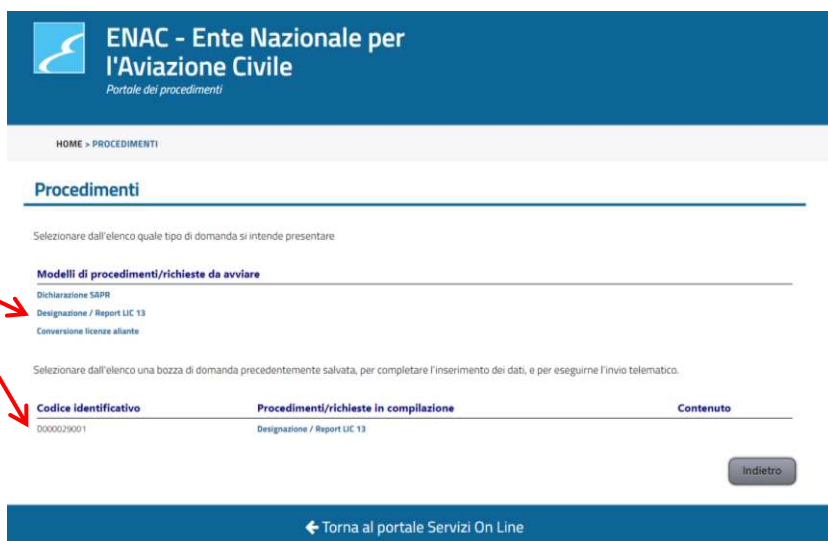 ENAC - Ente Nazionale per
l'Aviazione Civile
Portale dei procedimenti
HOME > PROCEDIMENTI
Procedimenti
Selezionare dall'elenco quale tipo di domanda si intende presentare
Modelli di procedimenti/richieste da avviare
Dichiarazione SAPR
Designazione / Report LIC 13
Conversione licenze aliante
Selezionare dall'elenco una bozza di domanda precedentemente salvata, per completare l'inserimento dei dati, e per eseguirne l'invio telematico.
Codice identificativo Procedimenti/richieste in compilazione Contenuto
D000029001 Designazione / Report LIC 13
Indietro
← Torna al portale Servizi On Line